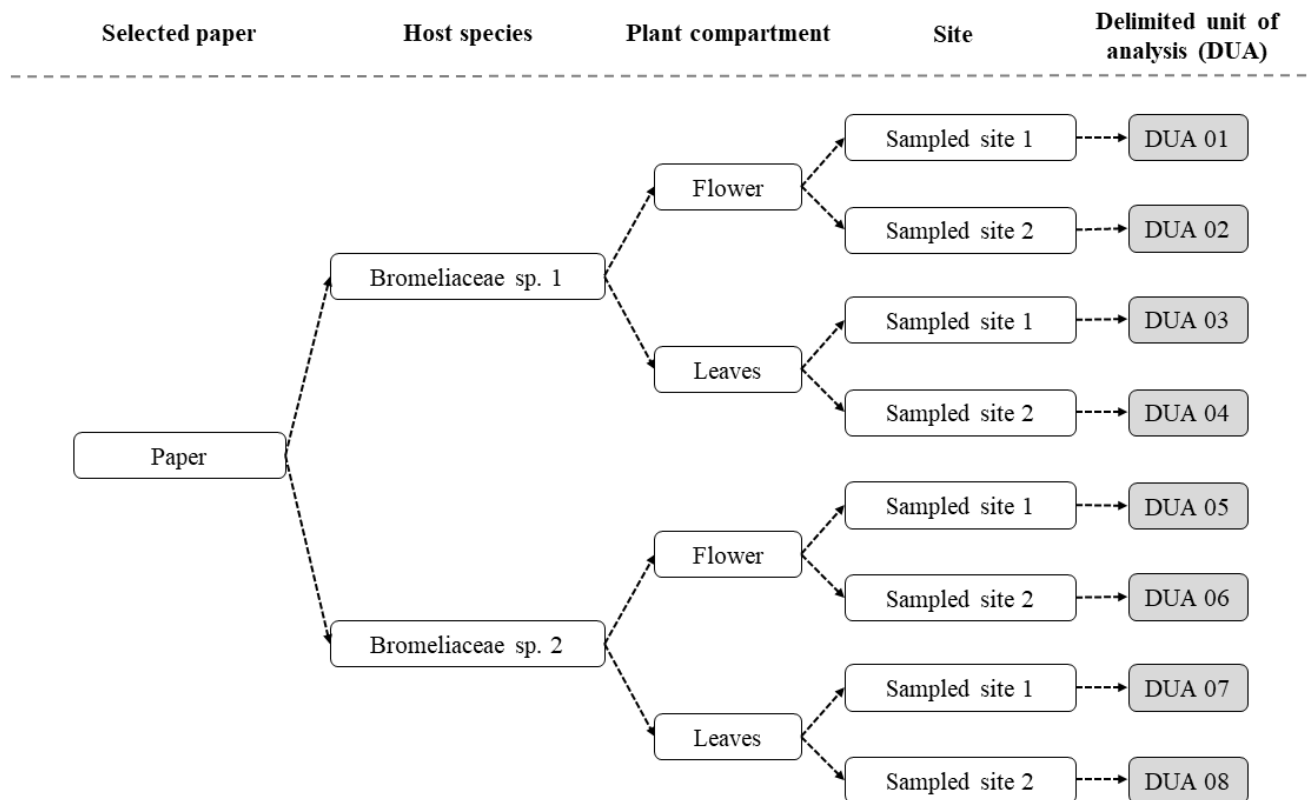 Selected paper
Host species
Plant compartment
Site
Delimited unit of
analysis (DUA)
Sampled site 1
DUA 01
Flower
Sampled site 2
DUA 02
Bromeliaceae sp. 1
Sampled site 1
DUA 03
Leaves
Sampled site 2
DUA 04
Paper
Sampled site 1
DUA 05
Flower
Sampled site 2
DUA 06
Bromeliaceae sp. 2
Sampled site 1
DUA 07
Leaves
Sampled site 2
DUA 08